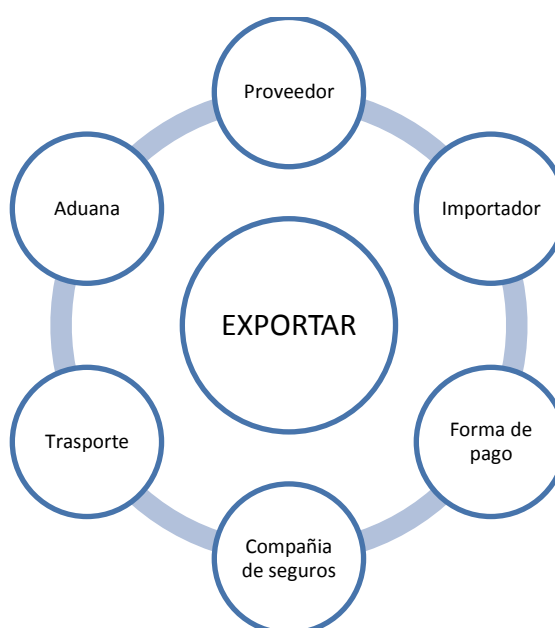 Proveedor
Aduana
Importador
EXPORTAR
Trasporte
Forma de
pago
Compañia
de seguros